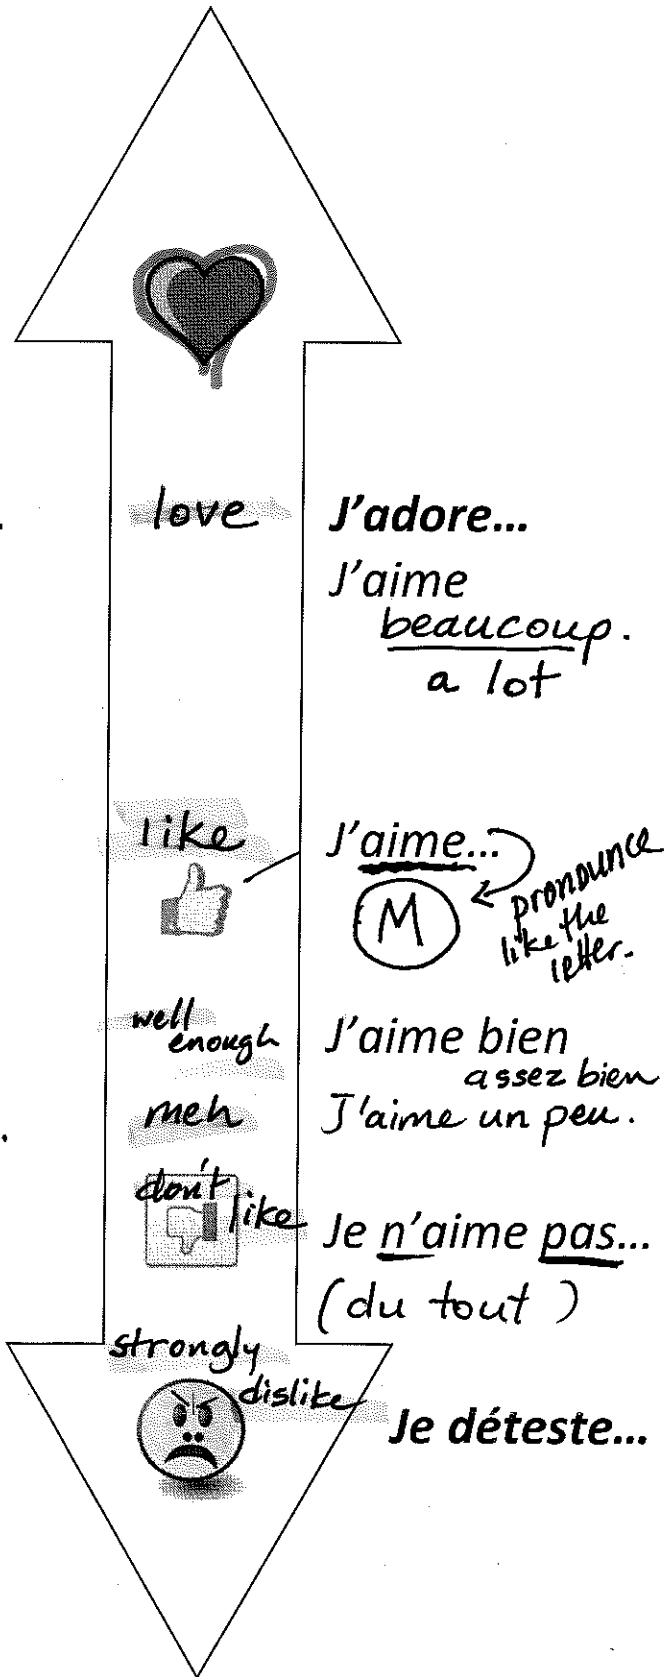 love J'adore...
J'aime
beaucoup.
a lot
like J'aime...
M
pronounce
like the
letter.
well
enough J'aime bien
assez bien
meh J'aime un peu.
don't
like Je n'aime pas...
(du tout)
strongly
dislike
Je déteste...